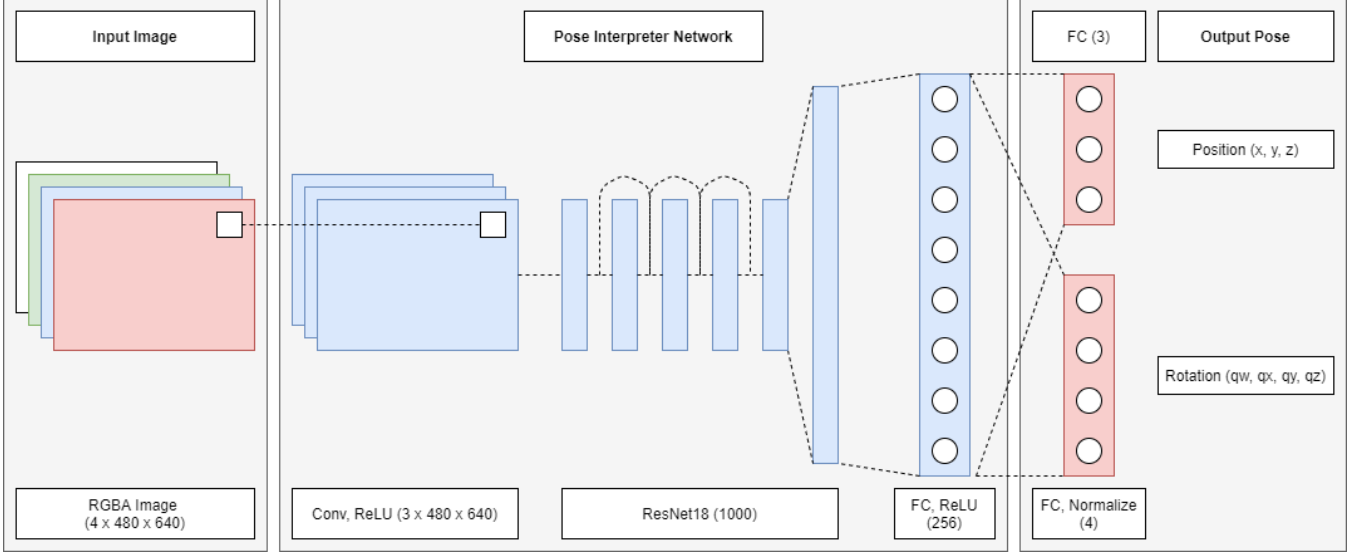 Input Image
Pose Interpreter Network
FC (3)
Output Pose
Position (x, y, z)
Rotation (qw, qx, qy, qz)
RGBA Image
(4 x 480 x 640)
Conv, ReLU (3 x 480 x 640)
ResNet18 (1000)
FC, ReLU
(256)
FC, Normalize
(4)